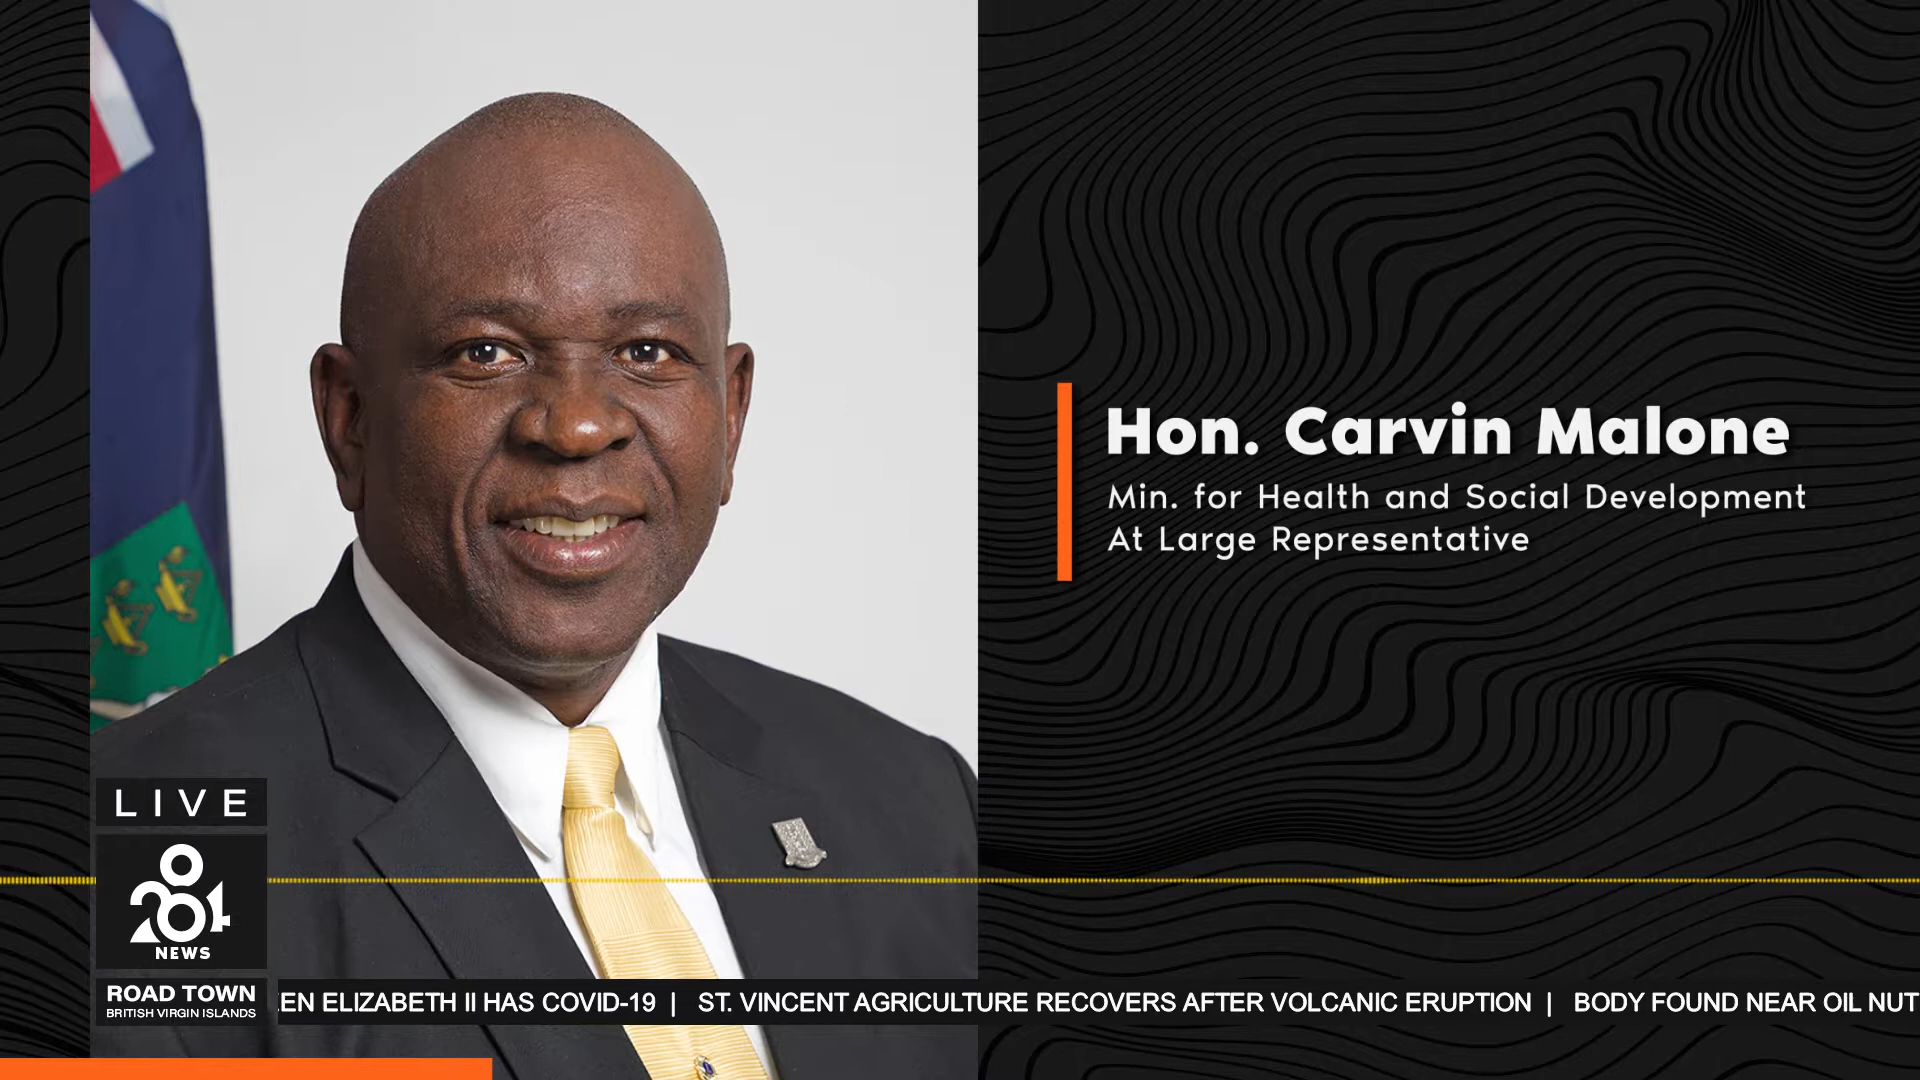 Hon. Carvin Malone
Min. for Health and Social Development
At Large Representative
LIVE
284
NEWS
ROAD TOWN
BRITISH VIRGIN ISLANDS
ELIZABETH II HAS COVID-19 | ST. VINCENT AGRICULTURE RECOVERS AFTER VOLCANIC ERUPTION | BODY FOUND NEAR OIL NUT